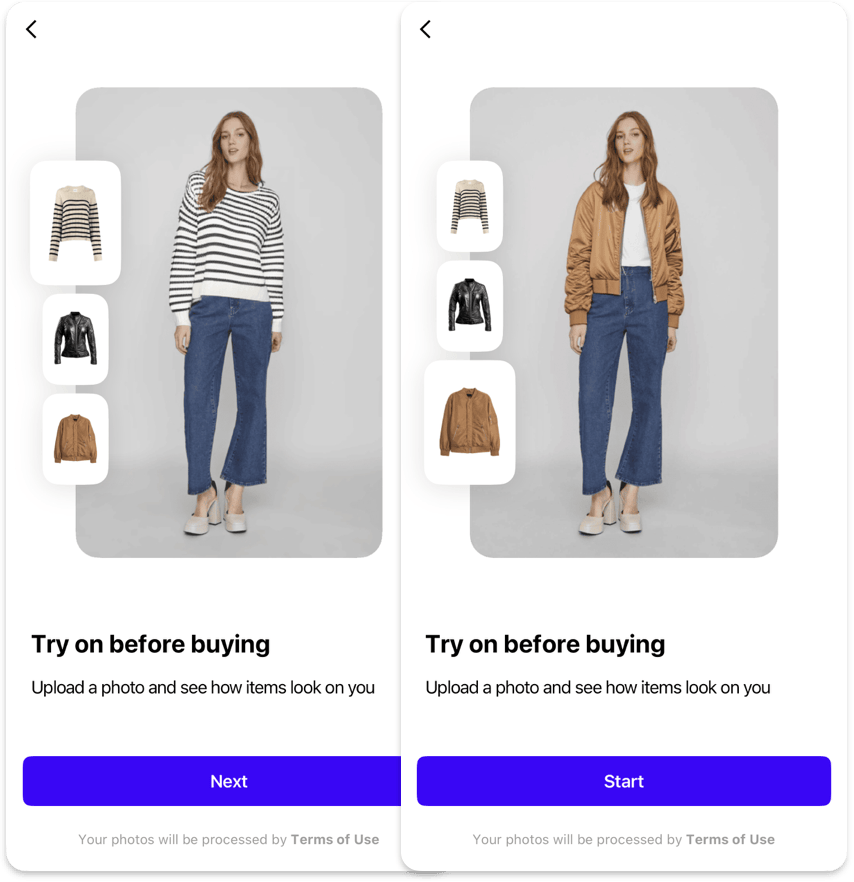 Try on before buying
Upload a photo and see how items look on you
Next
Your photos will be processed by Terms of Use
Try on before buying
Upload a photo and see how items look on you
Start
Your photos will be processed by Terms of Use